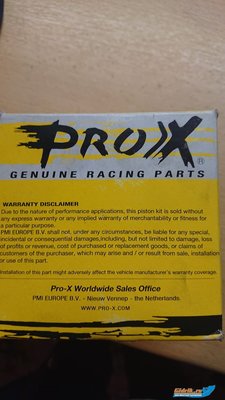 PROX®
GENUINE RACING PARTS
WARRANTY DISCLAIMER
Due to the nature of performance applications, this piston kit is sold without
any express warranty or any implied warranty of merchantability or fitness for
a particular purpose.
PMI EUROPE B.V. shall not, under any circumstances, be liable for any special,
incidental or consequential damages,including, but not limited to damage, loss
of profits or revenue, cost of purchased or replacement goods, or claims of
customers of the purchaser, which may arise and / or result from sale, installation
or use of this part.
Installation of this part might adversely affect the vehicle manufacturer's warranty coverage.
Pro-X Worldwide Sales Office
PMI EUROPE B.V. - Nieuw Vennep - the Netherlands
WWW.PRO-X.COM